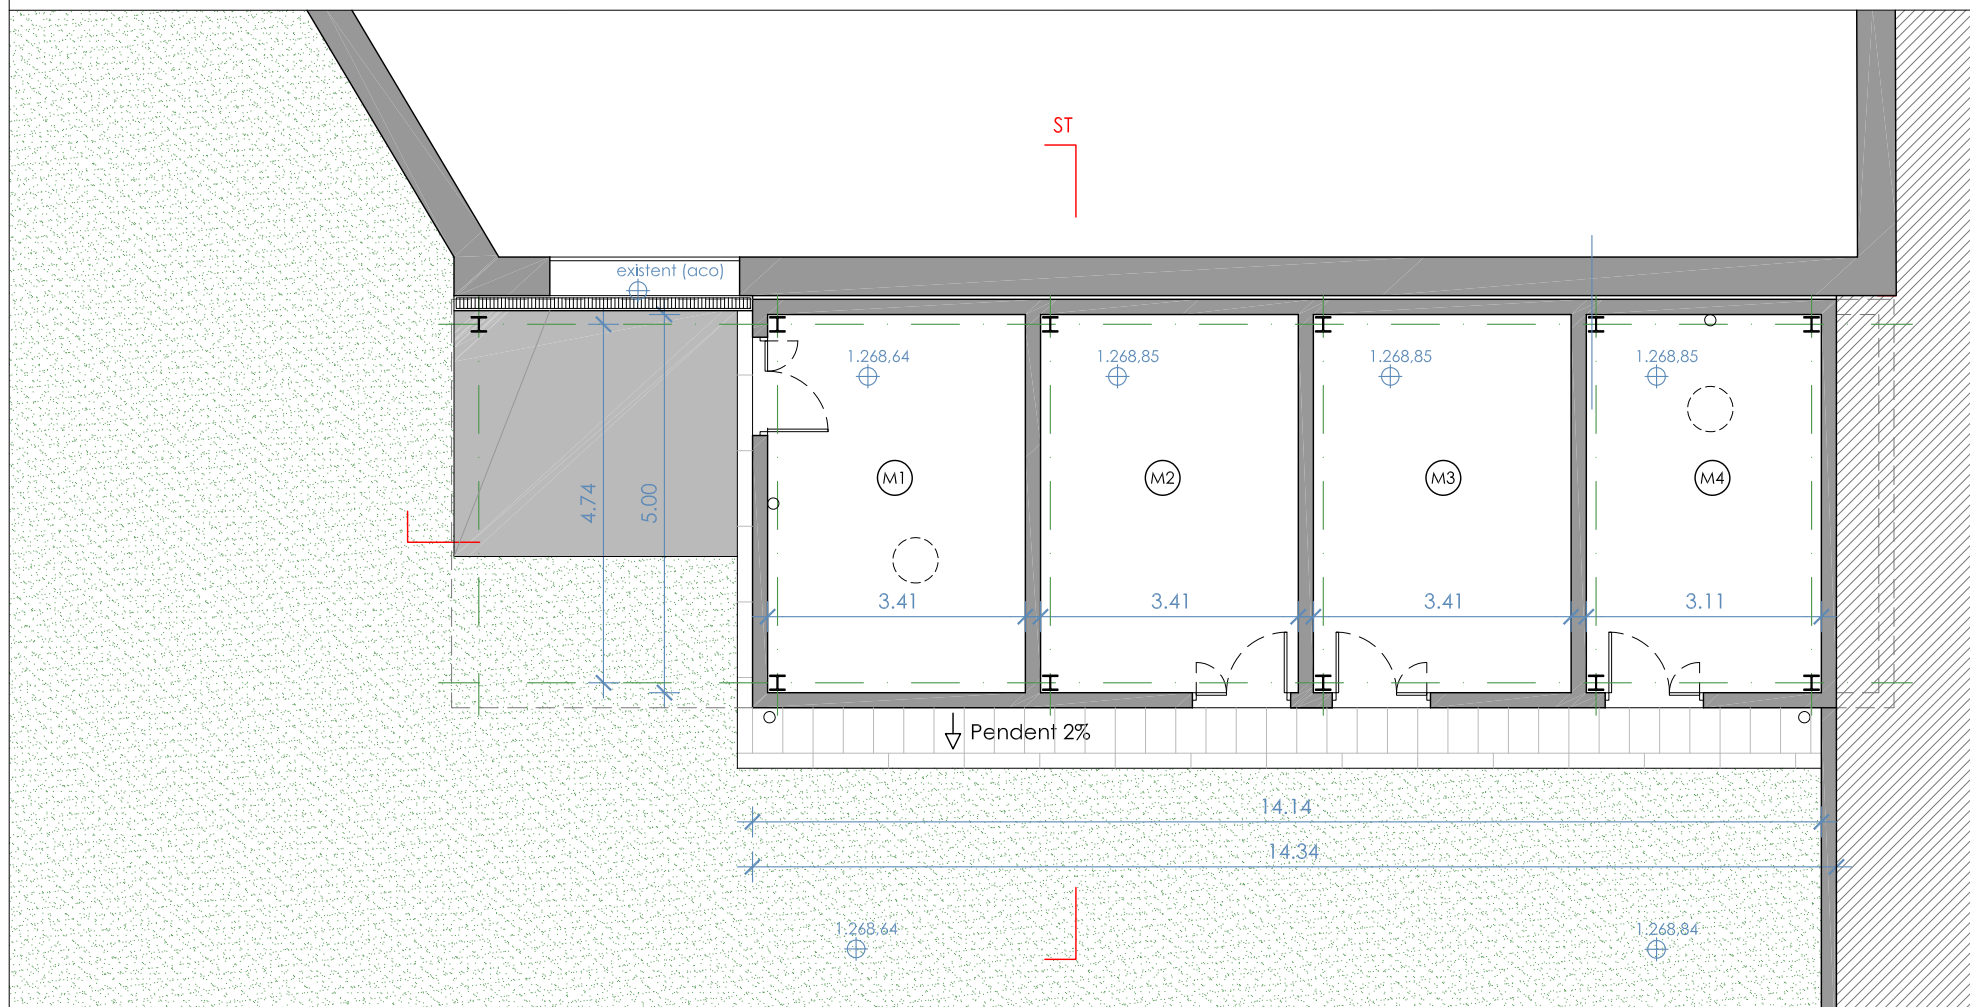 ST
existent (aco)
1.268,64
1.268,85
1.268,85
1.268,85
M1
M2
M3
M4
4.74
5.00
3.41
3.41
3.41
3.11
Pendent 2%
14.14
14.34
1.268,64
1.268,84